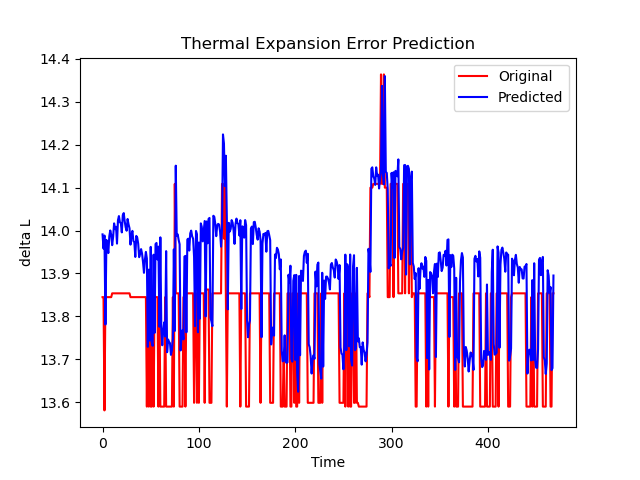 Thermal Expansion Error Prediction
Original
Predicted
delta L
14.4
14.3
14.2
14.1
14.0
13.9
13.8
13.7
13.6
0 100 200 300 400
Time